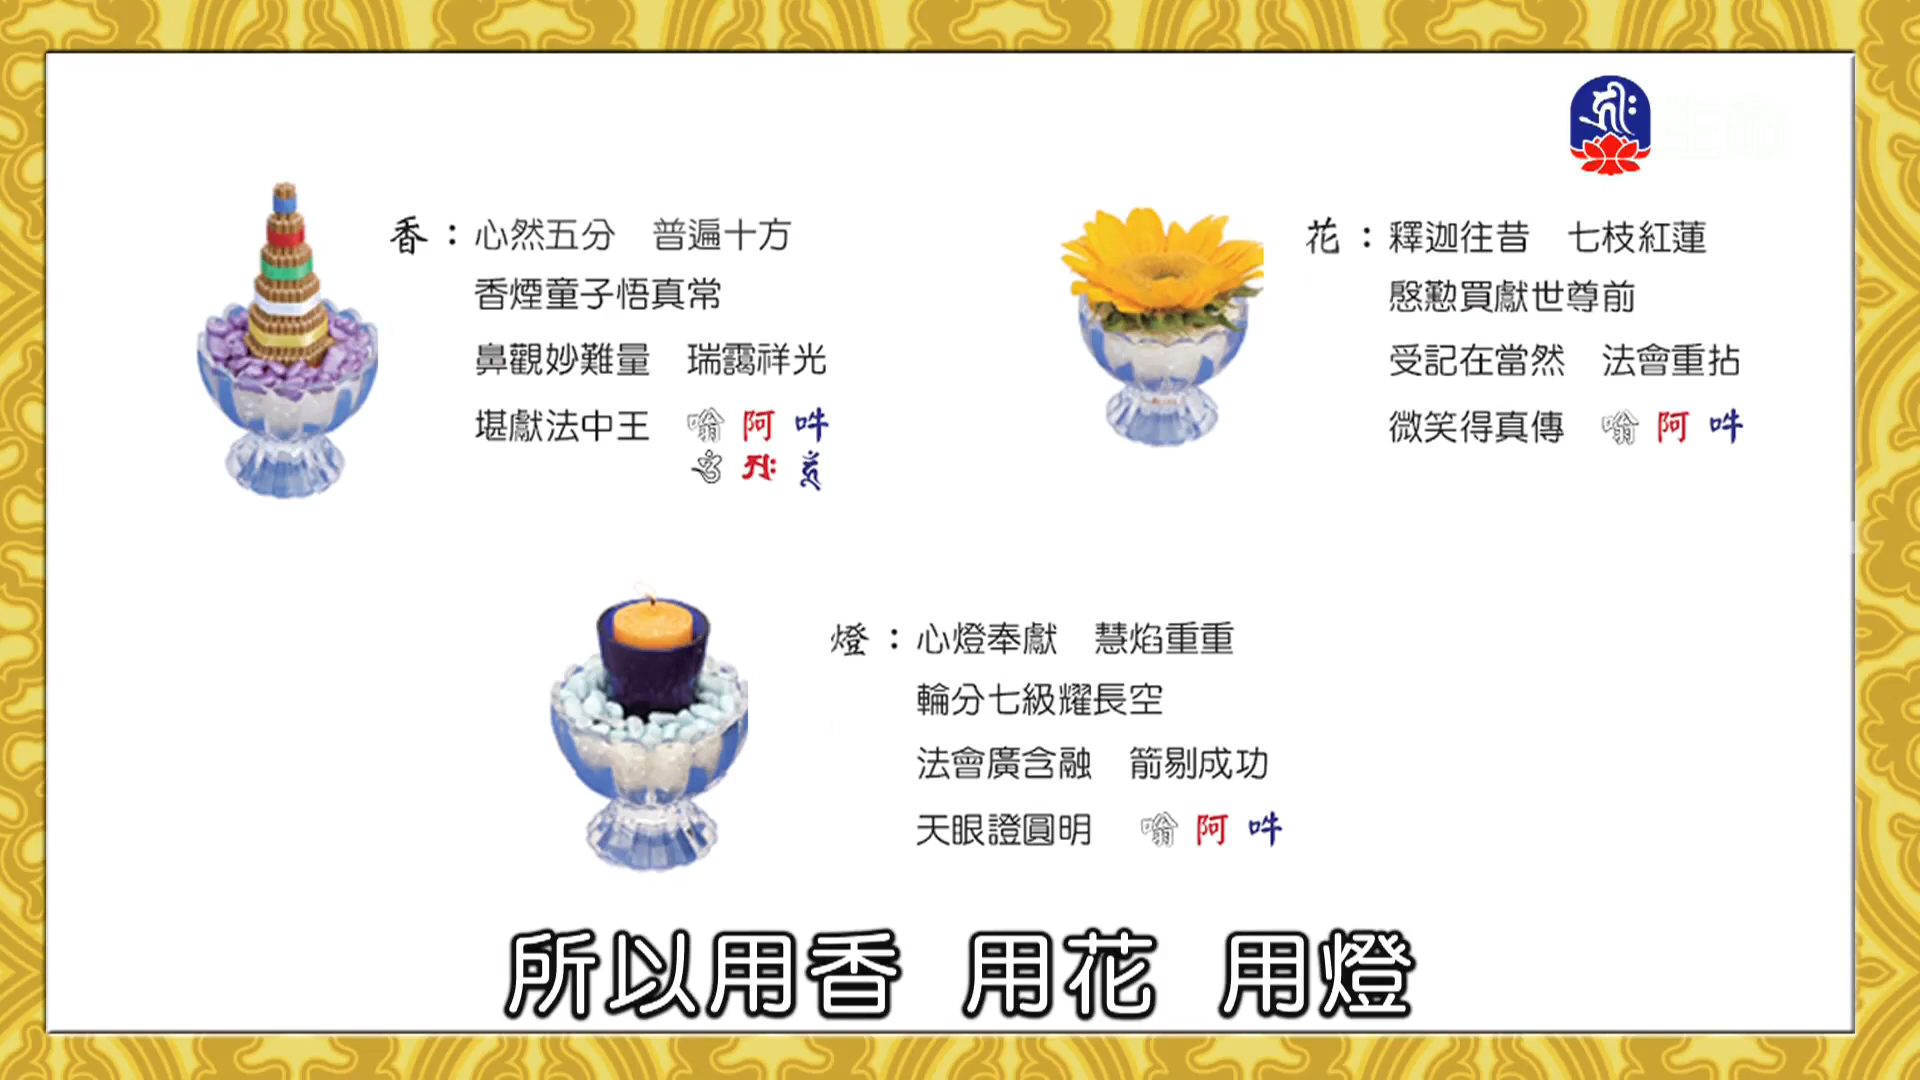 香：心然五分　普遍十方
香煙童子悟真常
鼻觀妙難量　瑞靄祥光
堪獻法中王　嗡 阿 吽
花：釋迦往昔　七枝紅蓮
慇懃買獻世尊前
受記在當然　法會重拈
微笑得真傳　嗡 阿 吽
燈：心燈奉獻　慧焰重重
輪分七級耀長空
法會廣含融　箭剔成功
天眼證圓明　嗡 阿 吽
所以用香 用花 用燈